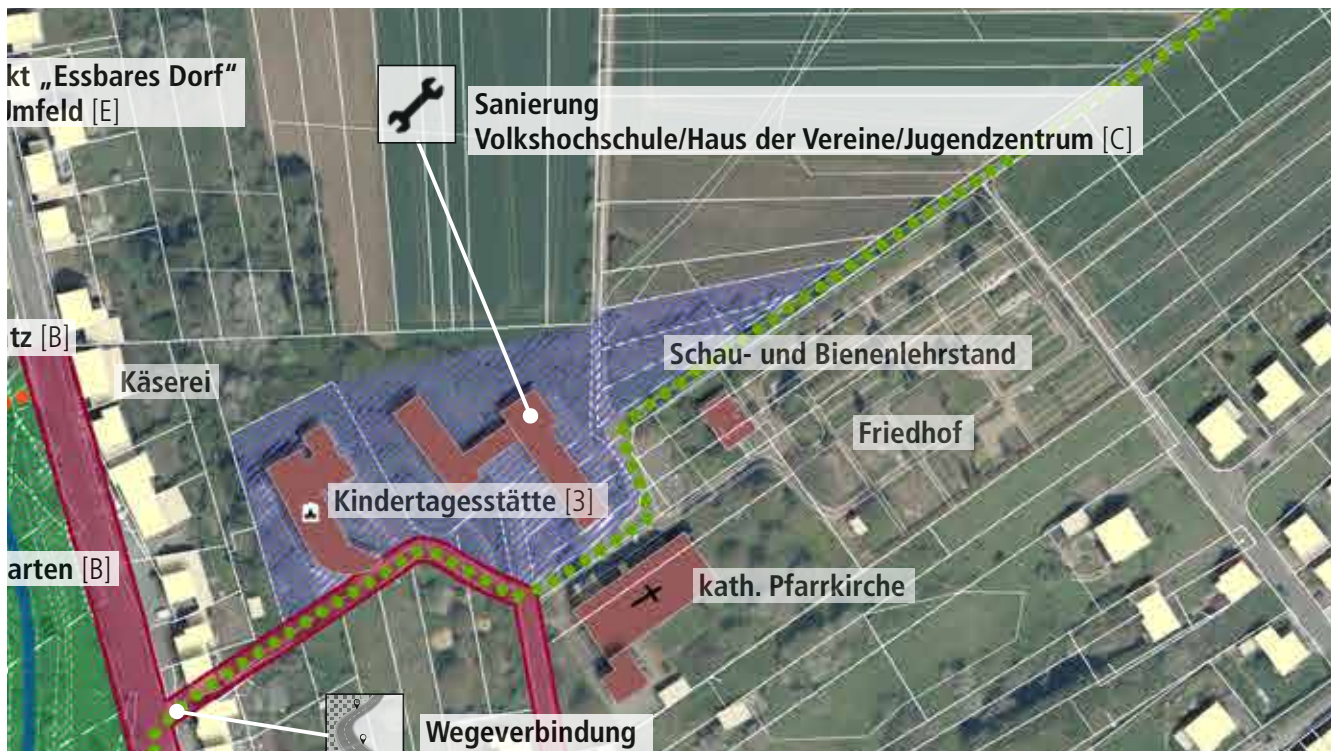 kt „Essbares Dorf“
Umfeld [E]
Sanierung
Volkshochschule/Haus der Vereine/Jugendzentrum [C]
tz [B]
Käserei
Schau- und Bienenlehrstand
Friedhof
Kindertagesstätte [3]
arten [B]
kath. Pfarrkirche
Wegeverbindung